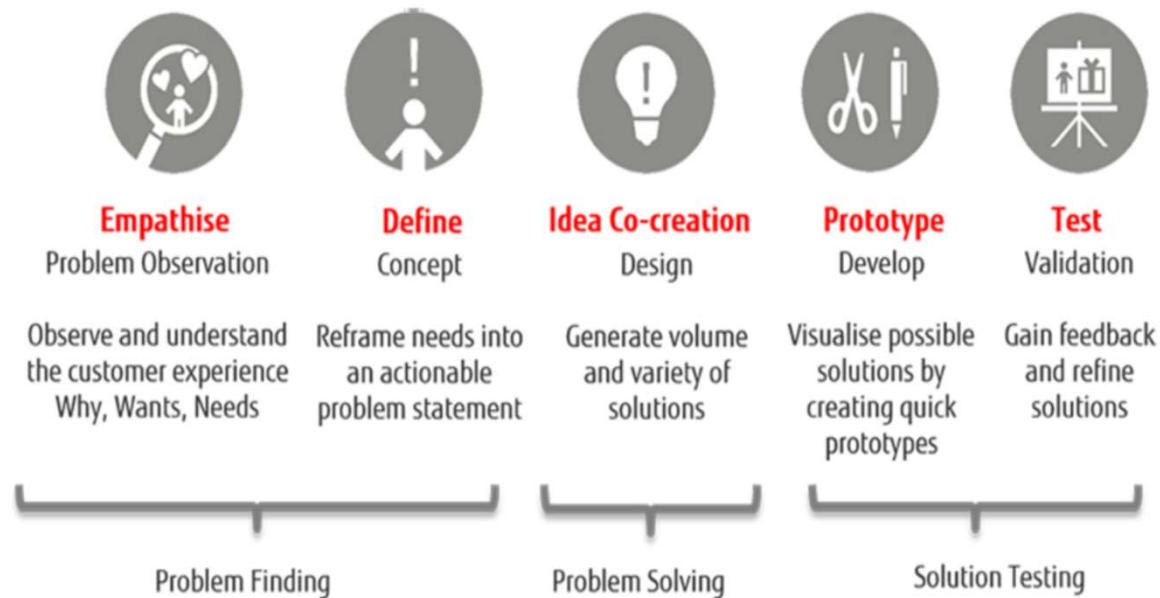 Empathise
Problem Observation
Observe and understand
the customer experience
Why, Wants, Needs
Define
Concept
Reframe needs into
an actionable
problem statement
Idea Co-creation
Design
Generate volume
and variety of
solutions
Prototype
Develop
Visualise possible
solutions by
creating quick
prototypes
Test
Validation
Gain feedback
and refine
solutions
Problem Finding
Problem Solving
Solution Testing